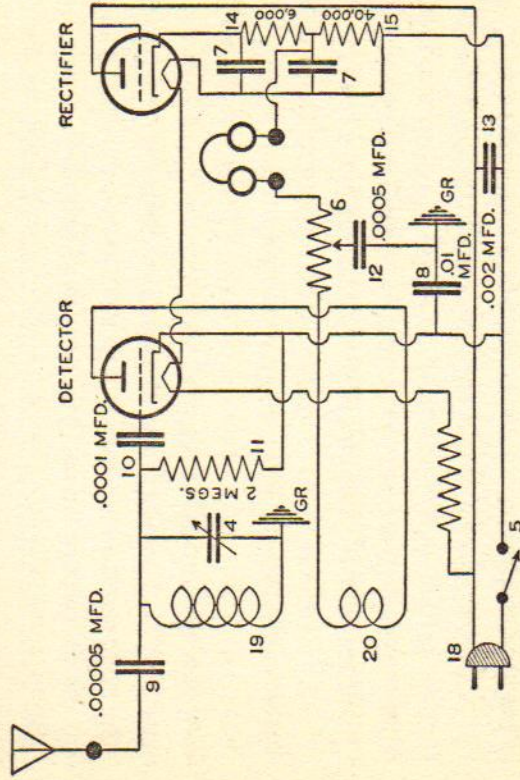 RECTIFIER
DETECTOR
14
6,000
40,000
15
7
7
.0001 MFD.
10
6
.0005 MFD.
12
11
2 MEGS.
4
GR
8
.01
MFD.
GR
13
.002 MFD.
.00005 MFD.
9
19
20
18
5